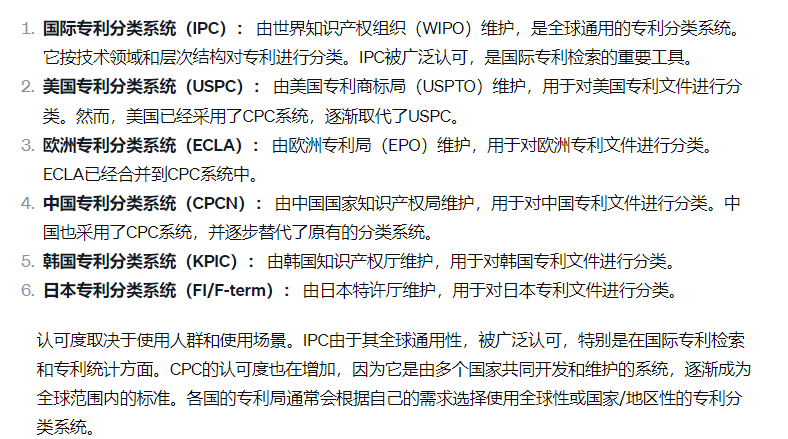 1. 国际专利分类系统（IPC）： 由世界知识产权组织（WIPO）维护，是全球通用的专利分类系统。
它按技术领域和层次结构对专利进行分类。IPC被广泛认可，是国际专利检索的重要工具。
2. 美国专利分类系统（USPC）： 由美国专利商标局（USPTO）维护，用于对美国专利文件进行分
类。然而，美国已经采用了CPC系统，逐渐取代了USPC。
3. 欧洲专利分类系统（ECLA）： 由欧洲专利局（EPO）维护，用于对欧洲专利文件进行分类。
ECLA已经合并到CPC系统中。
4. 中国专利分类系统（CPCN）： 由中国国家知识产权局维护，用于对中国专利文件进行分类。中
国也采用了CPC系统，并逐步替代了原有的分类系统。
5. 韩国专利分类系统（KPIC）： 由韩国知识产权厅维护，用于对韩国专利文件进行分类。
6. 日本专利分类系统（FI/F-term）： 由日本特许厅维护，用于对日本专利文件进行分类。
认可度取决于使用人群和使用场景。IPC由于其全球通用性，被广泛认可，特别是在国际专利检索
和专利统计方面。CPC的认可度也在增加，因为它是由多个国家共同开发和维护的系统，逐渐成为
全球范围内的标准。各国的专利局通常会根据自己的需求选择使用全球性或国家/地区性的专利分
类系统。